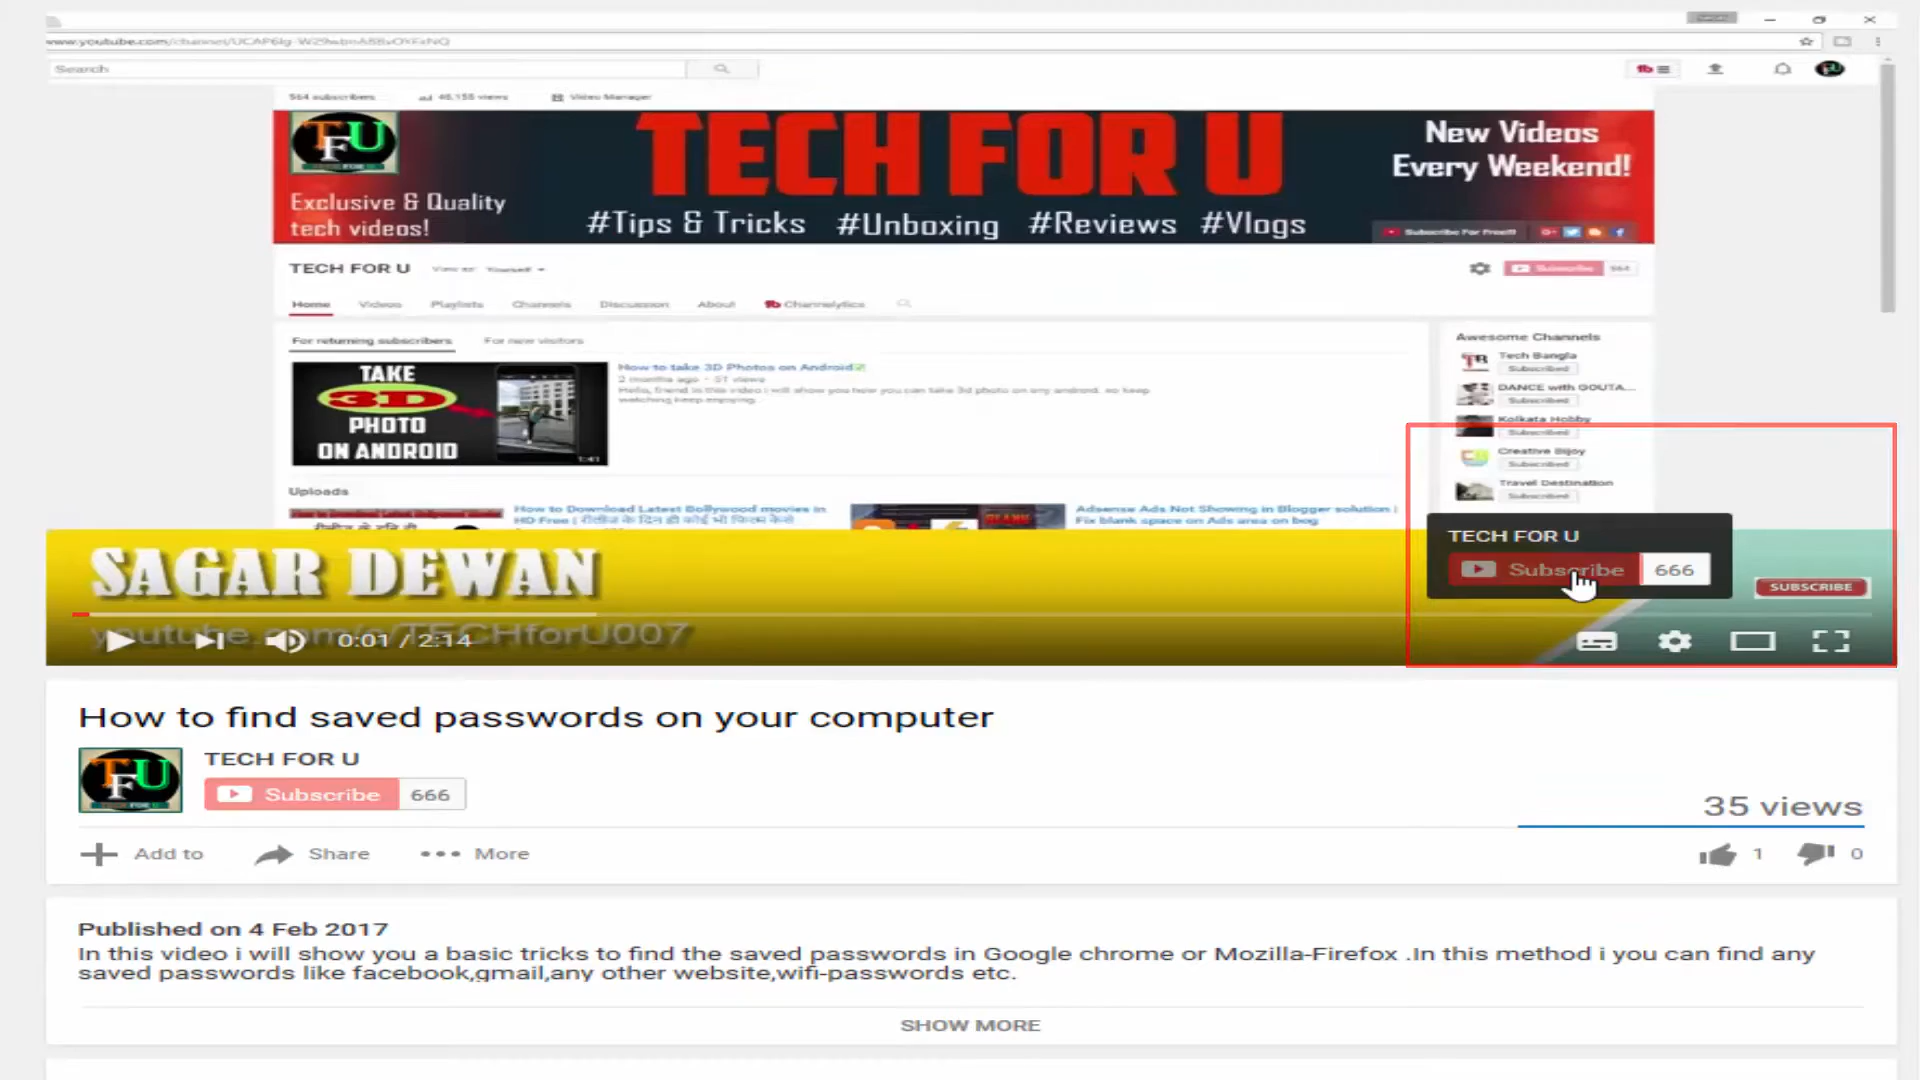 www.youtube.com/channel/
Search
564 subscribers
views
Video Manager
TFU
Exclusive & Quality
tech videos!
TECH FOR U
#Tips & Tricks #Unboxing #Reviews #Vlogs
New Videos
Every Weekend!
Subscribe For Free!!!
TECH FOR U View as: Yourself
Subscribe 564
Home Videos Playlists Channels Discussion About Channelytics
For returning subscribers For new visitors
TAKE
3D
PHOTO
ON ANDROID
1:41
How to take 3D Photos on Android
2 months ago · 51 views
Hello, friend in this video i will show you how you can take 3d photo on any android. so keep
watching keep enjoying.
Awesome Channels
Tech Bangla
Subscribed
DANCE with GOUTA...
Subscribed
Kolkata Hobby
Subscribed
Creative Bijoy
Subscribed
Travel Destination
Subscribed
Uploads
How to Download Latest Bollywood movies in
HD Free | रीलीज के दिन ही कोई भी फिल्म कैसे
Adsense Ads Not Showing in Blogger solution |
Fix blank space on Ads area on bog
SAGAR DEWAN
youtube.com/c/TECHforU007
0:01 / 2:14
TECH FOR U
Subscribe 666
SUBSCRIBE
How to find saved passwords on your computer
TFU
TECH FOR U
Subscribe 666
35 views
Add to Share More
1 0
Published on 4 Feb 2017
In this video i will show you a basic tricks to find the saved passwords in Google chrome or Mozilla-Firefox .In this method i you can find any
saved passwords like facebook,gmail,any other website,wifi-passwords etc.
SHOW MORE